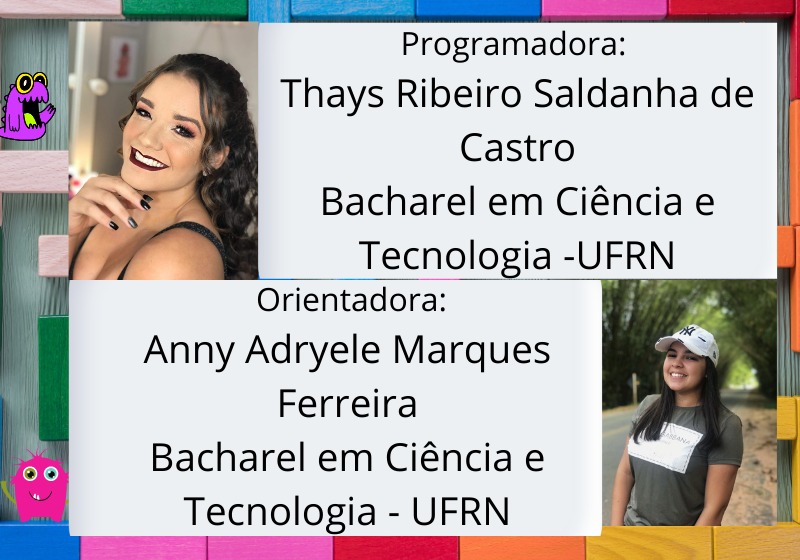 Programadora:
Thays Ribeiro Saldanha de
Castro
Bacharel em Ciência e
Tecnologia -UFRN
Orientadora:
Anny Adryele Marques
Ferreira
Bacharel em Ciência e
Tecnologia - UFRN